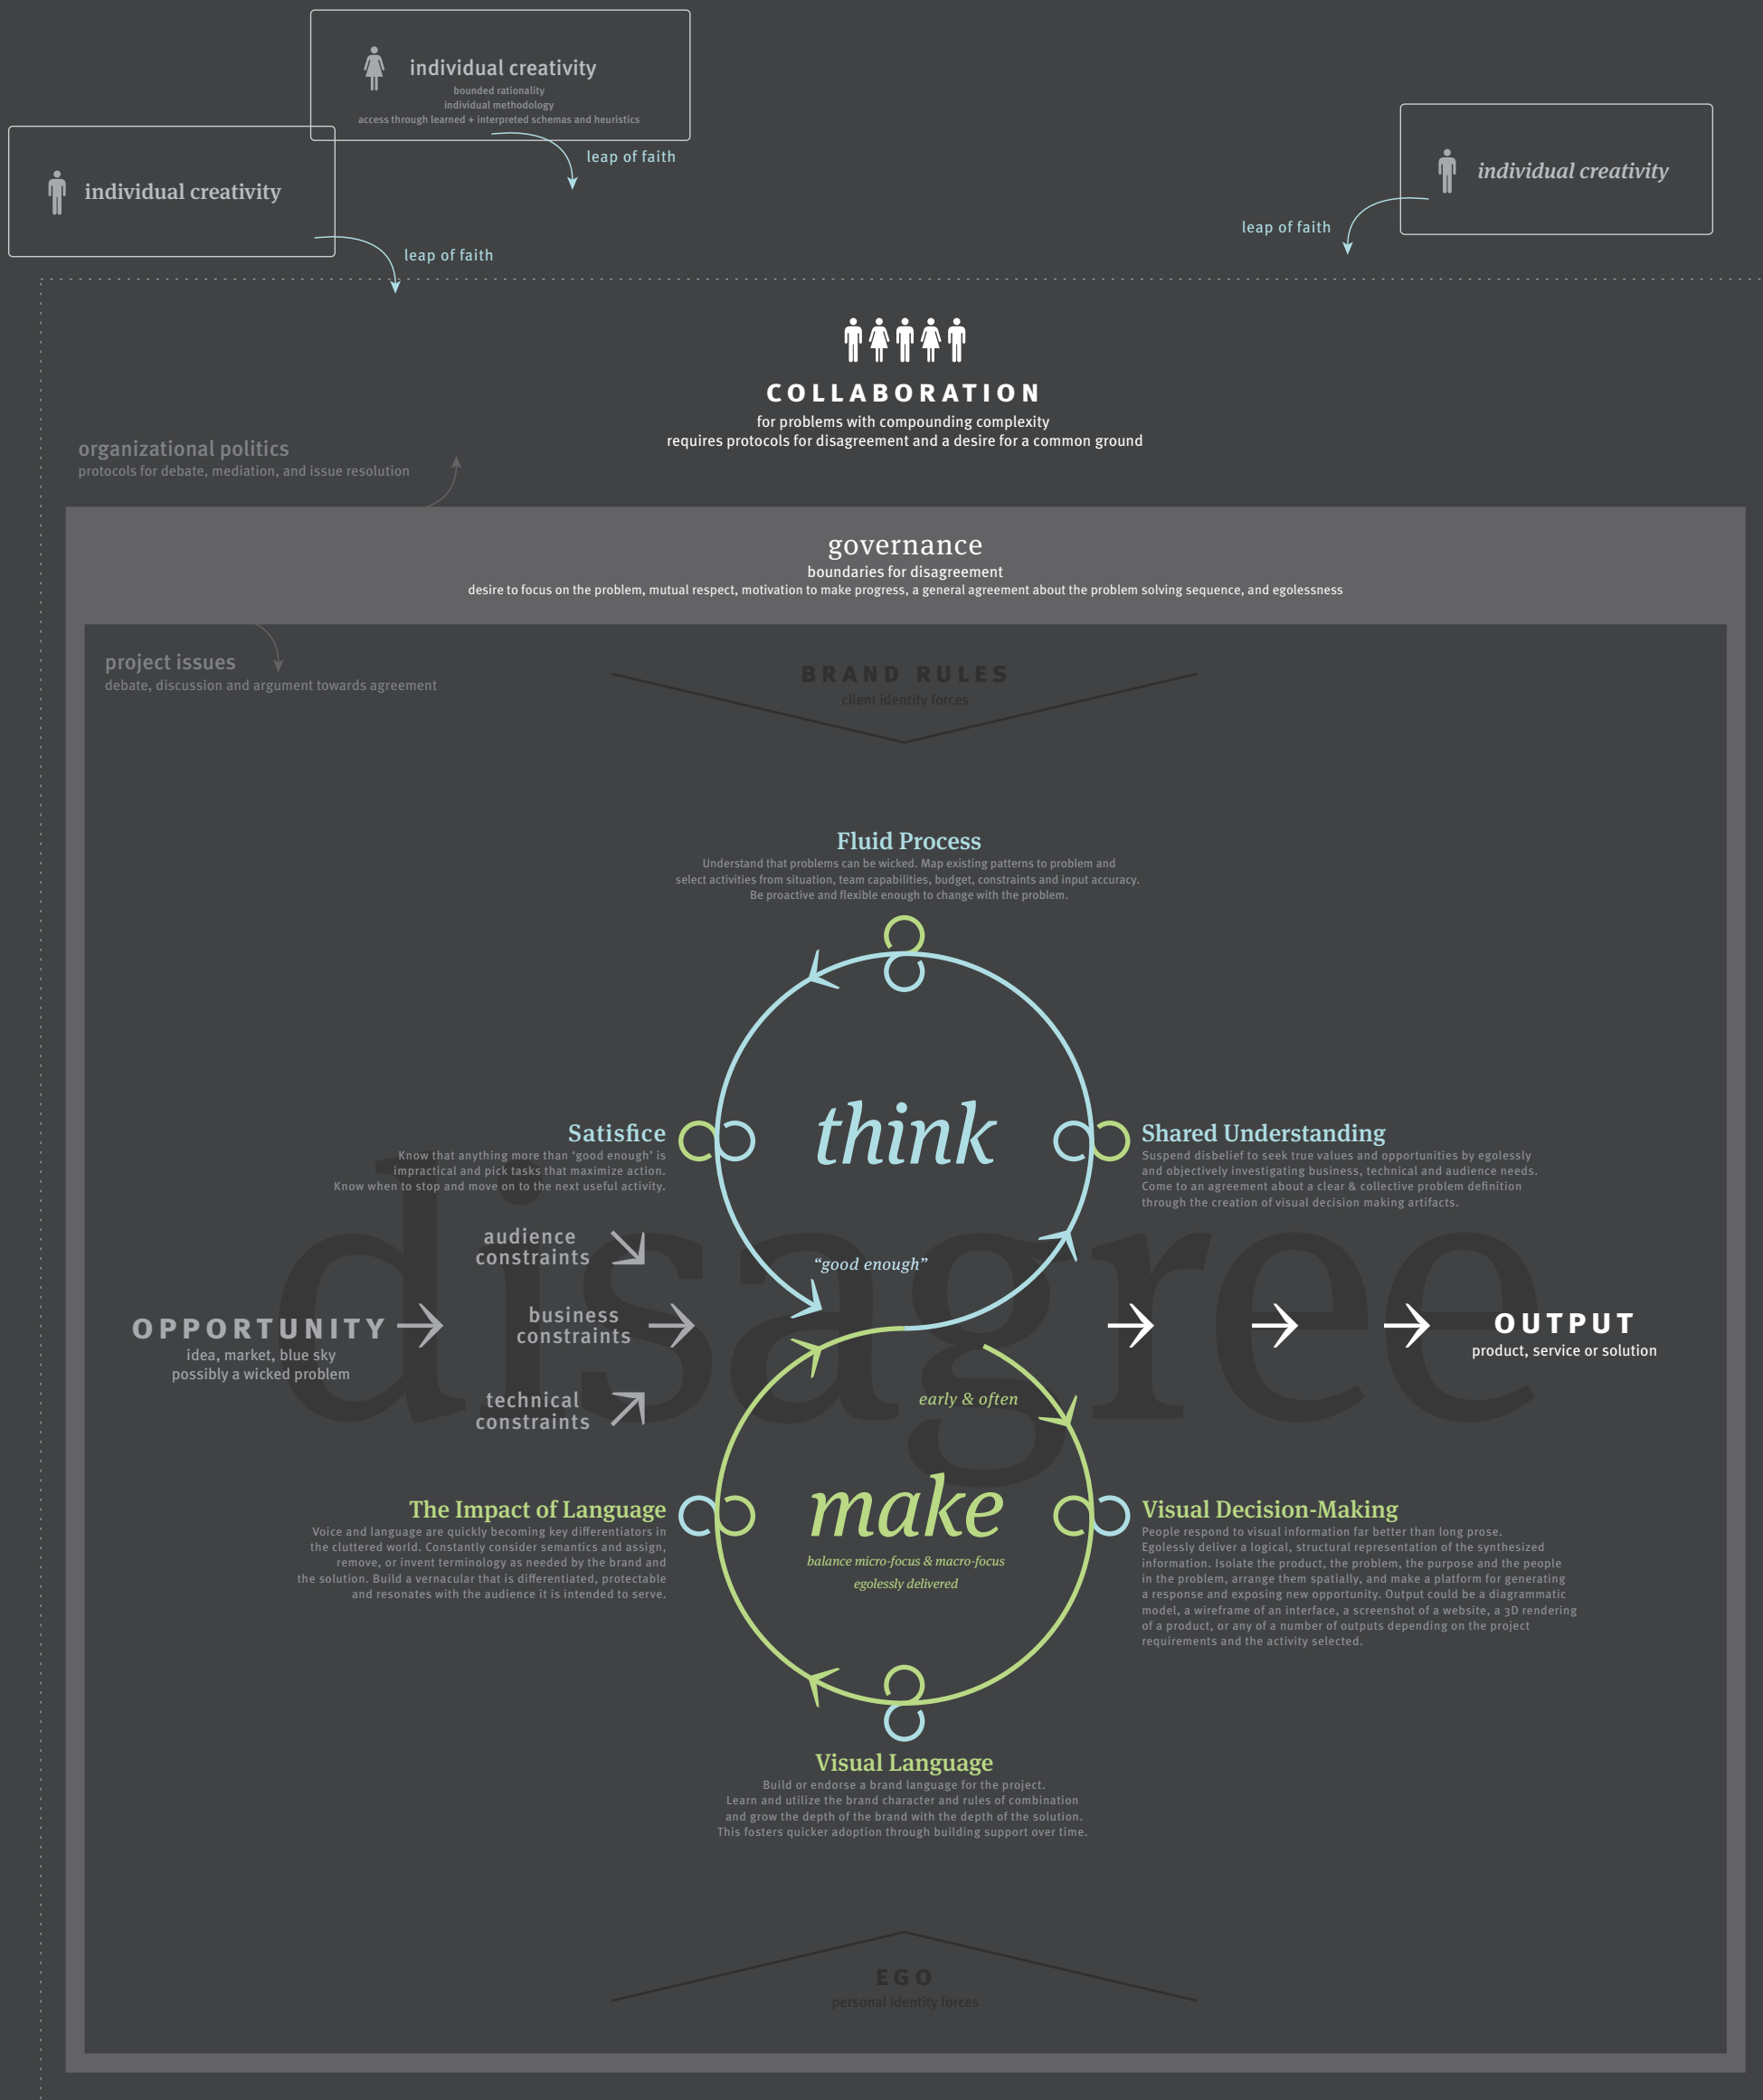 individual creativity
bounded rationality
individual methodology
access through learned + interpreted schemas and heuristics
leap of faith
individual creativity
leap of faith
individual creativity
leap of faith
COLLABORATION
for problems with compounding complexity
requires protocols for disagreement and a desire for a common ground
organizational politics
protocols for debate, mediation, and issue resolution
governance
boundaries for disagreement
desire to focus on the problem, mutual respect, motivation to make progress, a general agreement about the problem solving sequence, and egolessness
project issues
debate, discussion and argument towards agreement
BRAND RULES
client identity forces
Fluid Process
Understand that problems can be wicked. Map existing patterns to problem and
select activities from situation, team capabilities, budget, constraints and input accuracy.
Be proactive and flexible enough to change with the problem.
think
Satisfice
Know that anything more than ‘good enough’ is
impractical and pick tasks that maximize action.
Know when to stop and move on to the next useful activity.
Shared Understanding
Suspend disbelief to seek true values and opportunities by egolessly
and objectively investigating business, technical and audience needs.
Come to an agreement about a clear & collective problem definition
through the creation of visual decision making artifacts.
disagree
“good enough”
audience
constraints
OPPORTUNITY
idea, market, blue sky
possibly a wicked problem
business
constraints
technical
constraints
OUTPUT
product, service or solution
early & often
make
balance micro-focus & macro-focus
egolessly delivered
The Impact of Language
Voice and language are quickly becoming key differentiators in
the cluttered world. Constantly consider semantics and assign,
remove, or invent terminology as needed by the brand and
the solution. Build a vernacular that is differentiated, protectable
and resonates with the audience it is intended to serve.
Visual Decision-Making
People respond to visual information far better than long prose.
Egolessly deliver a logical, structural representation of the synthesized
information. Isolate the product, the problem, the purpose and the people
in the problem, arrange them spatially, and make a platform for generating
a response and exposing new opportunity. Output could be a diagrammatic
model, a wireframe of an interface, a screenshot of a website, a 3D rendering
of a product, or any of a number of outputs depending on the project
requirements and the activity selected.
Visual Language
Build or endorse a brand language for the project.
Learn and utilize the brand character and rules of combination
and grow the depth of the brand with the depth of the solution.
This fosters quicker adoption through building support over time.
EGO
personal identity forces